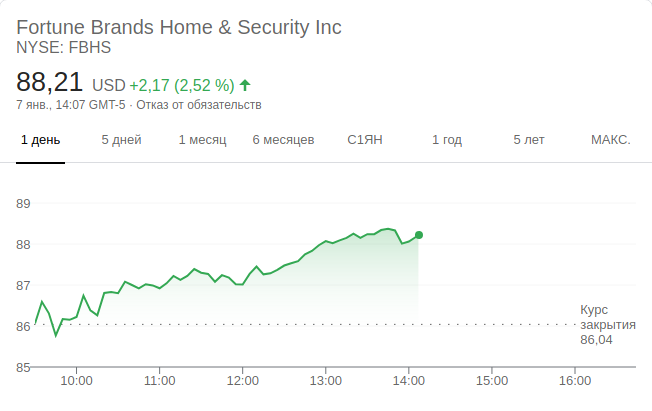 Fortune Brands Home & Security Inc
NYSE: FBHS
88,21 USD +2,17 (2,52 %)
7 янв., 14:07 GMT-5 · Отказ от обязательств
1 день 5 дней 1 месяц 6 месяцев С1ЯН 1 год 5 лет МАКС.
89
88
87
Курс
закрытия
86,04
86
85
10:00 11:00 12:00 13:00 14:00 15:00 16:00